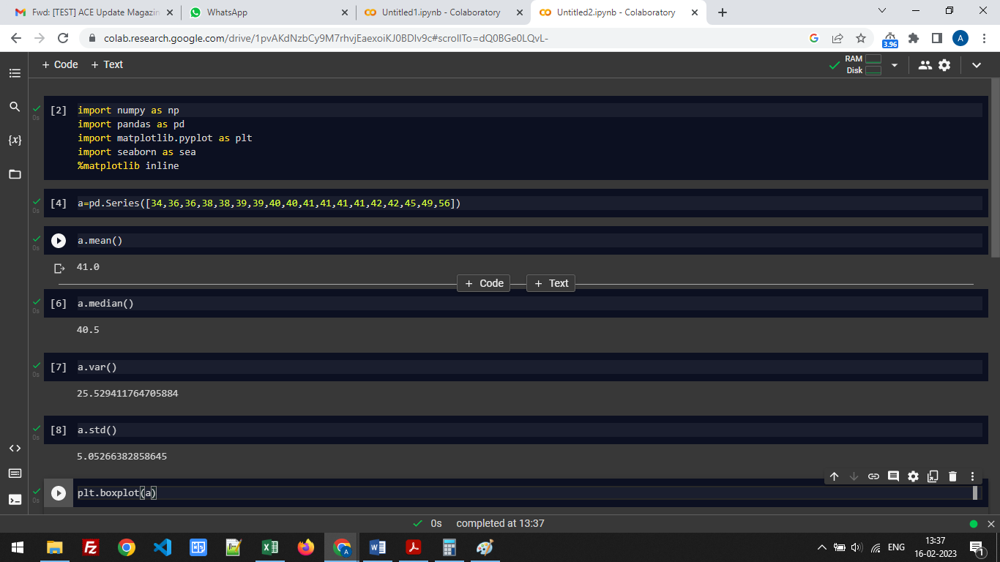 Fwd: [TEST] ACE Update Magazin
WhatsApp
Untitled1.ipynb - Colaboratory
Untitled2.ipynb - Colaboratory
colab.research.google.com/drive/1pvAKdNzbCy9M7rhvjEaexoiKJ0BDIv9c#scrollTo=dQ0BGe0LQvL-
3.96
A
+ Code + Text
RAM
Disk
[2] import numpy as np
0s
import pandas as pd
import matplotlib.pyplot as plt
{x}
import seaborn as sea
%matplotlib inline
[4] a=pd.Series([34,36,36,38,38,39,39,40,40,41,41,41,41,42,42,45,49,56])
0s
a.mean()
0s
41.0
+ Code + Text
[6] a.median()
0s
40.5
[7] a.var()
0s
25.529411764705884
[8] a.std()
0s
5.05266382858645
plt.boxplot(a)
0s
0s completed at 13:37
ENG
13:37
16-02-2023
1